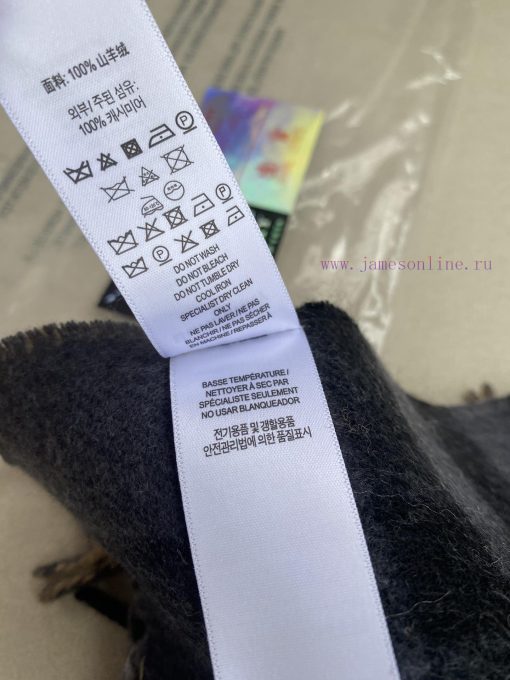 面料: 100% 山羊绒
외부/ 주된 섬유:
100% 캐시미어
DO NOT WASH
DO NOT BLEACH
DO NOT TUMBLE DRY
COOL IRON
SPECIALIST DRY CLEAN
ONLY
NE PAS LAVER / NE PAS
BLANCHIR / NE PAS SÉCHER
EN MACHINE / REPASSER À
BASSE TEMPÉRATURE /
NETTOYER À SEC PAR
SPÉCIALISTE SEULEMENT
NO USAR BLANQUEADOR
전기용품 및 생활용품
안전관리법에 의한 품질표시
www.jamesonline.ru